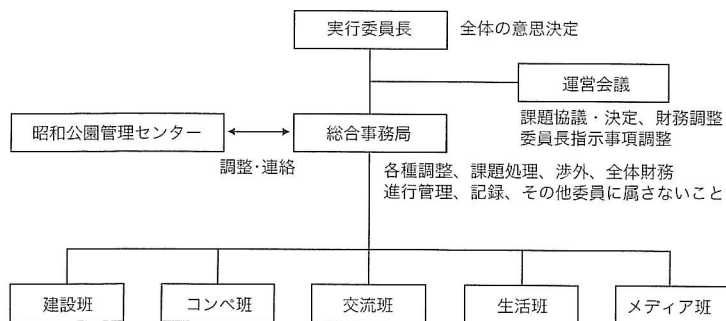 実行委員長
全体の意思決定
運営会議
課題協議・決定、財務調整
委員長指示事項調整
昭和公園管理センター
調整・連絡
総合事務局
各種調整、課題処理、渉外、全体財務
進行管理、記録、その他委員に属さないこと
建設班
コンペ班
交流班
生活班
メディア班